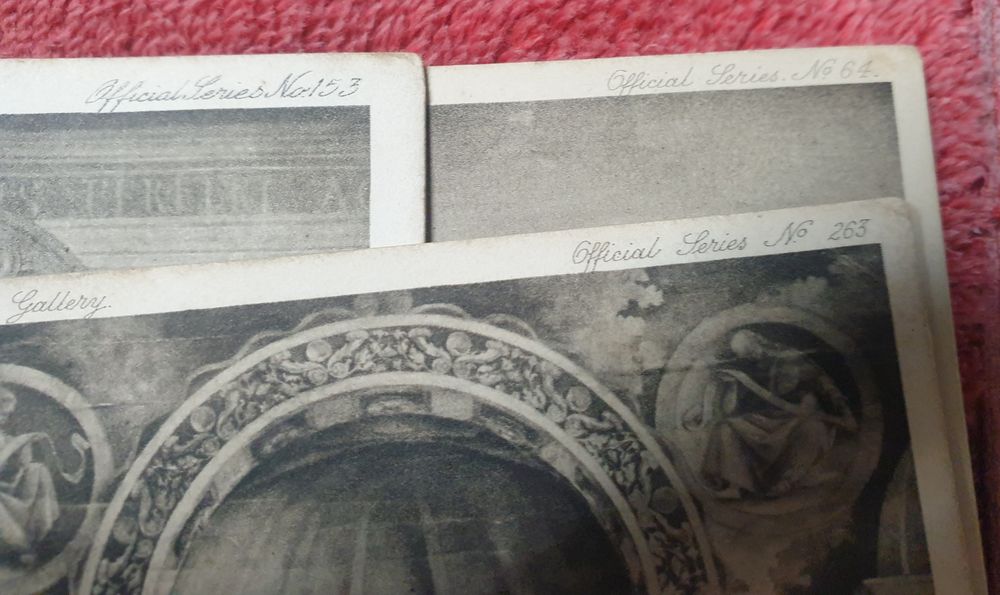 Official Series No. 153
Official Series. No 64.
Official Series No. 263
Gallery.